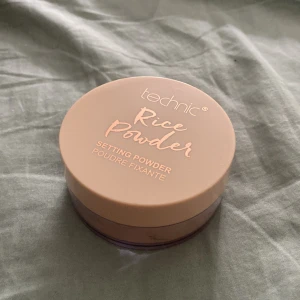 technic®
Rice
Powder
SETTING POWDER
POUDRE FIXANTE